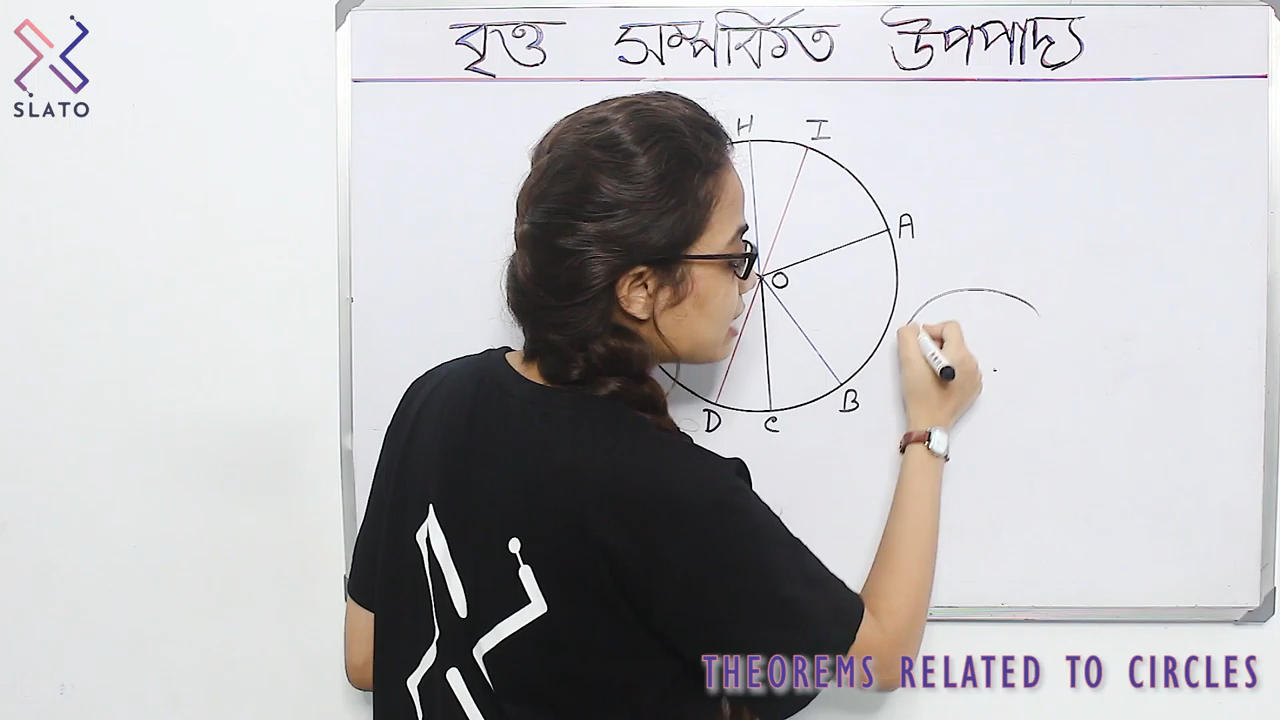 SLATO
বৃত্ত সম্পর্কিত উপপাদ্য
H I
A
O
B
D C
THEOREMS RELATED TO CIRCLES